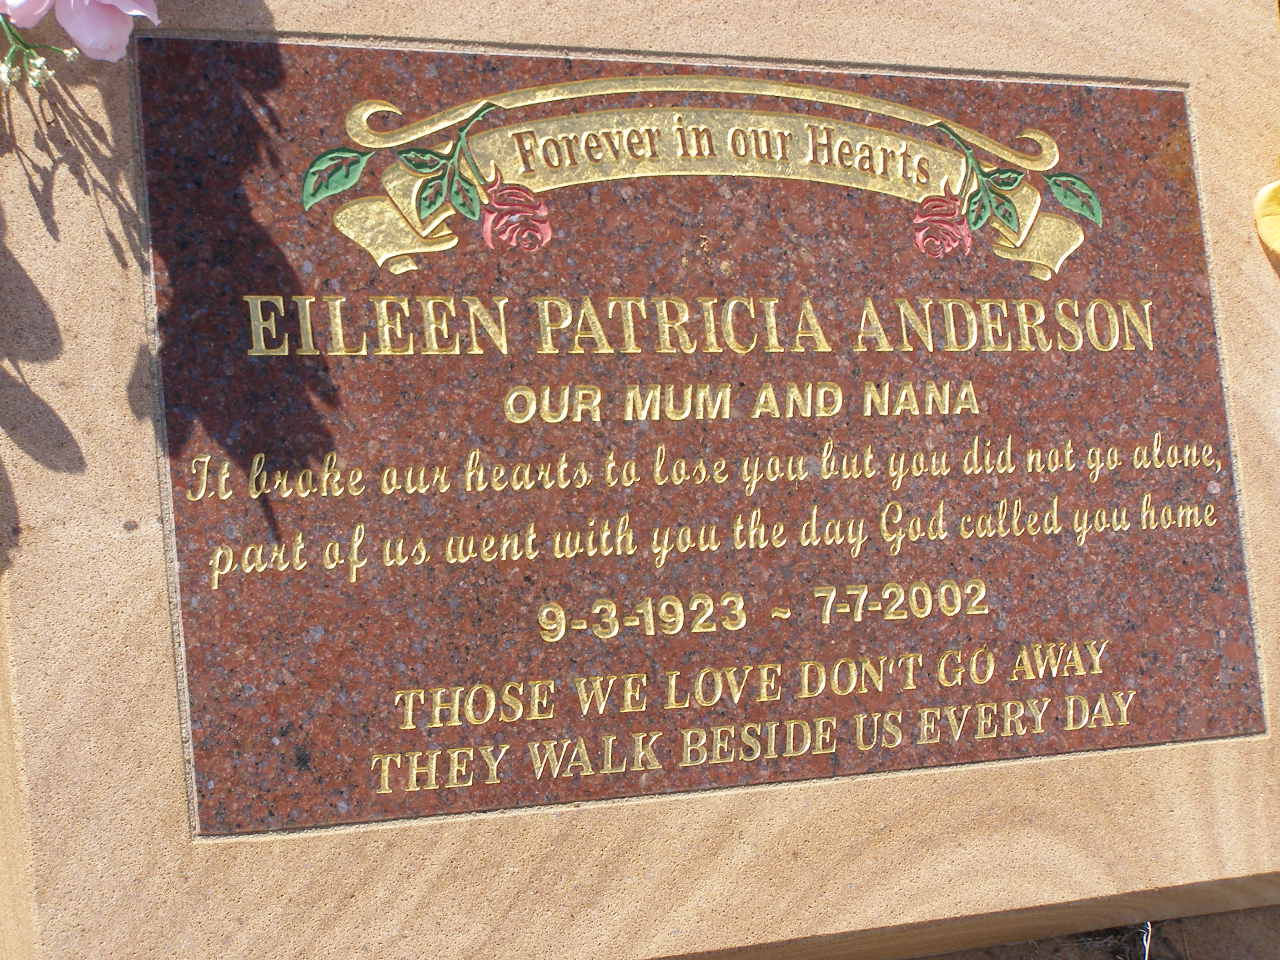 Forever in our Hearts
EILEEN PATRICIA ANDERSON
OUR MUM AND NANA
It broke our hearts to lose you but you did not go alone,
part of us went with you the day God called you home
9-3-1923 ~ 7-7-2002
THOSE WE LOVE DON'T GO AWAY
THEY WALK BESIDE US EVERY DAY